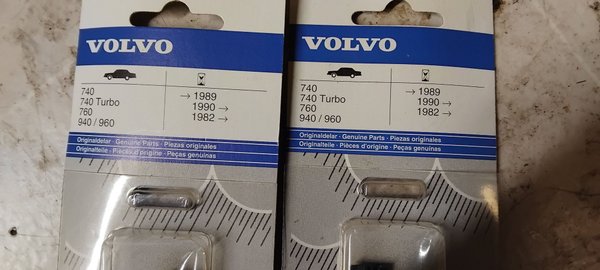 VOLVO
740
740 Turbo
760
940 / 960
→ 1989
1990 →
1982 →
Originaldelar · Genuine Parts · Piezas originales
Originalteile · Pièces d'origine · Peças genuinas
VOLVO
740
740 Turbo
760
940 / 960
→ 1989
1990 →
1982 →
Originaldelar · Genuine Parts · Piezas originales
Originalteile · Pièces d'origine · Peças genuinas